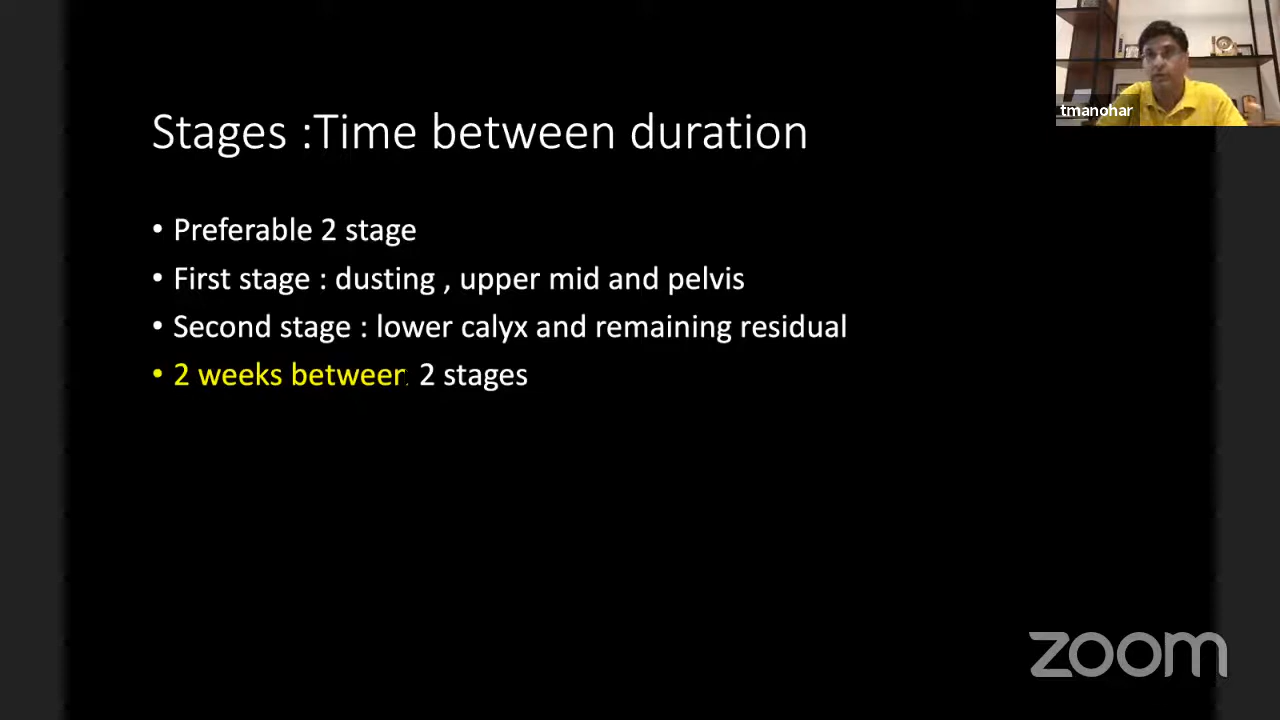 tmanohar
Stages :Time between duration
• Preferable 2 stage
• First stage : dusting , upper mid and pelvis
• Second stage : lower calyx and remaining residual
• 2 weeks between 2 stages
zoom